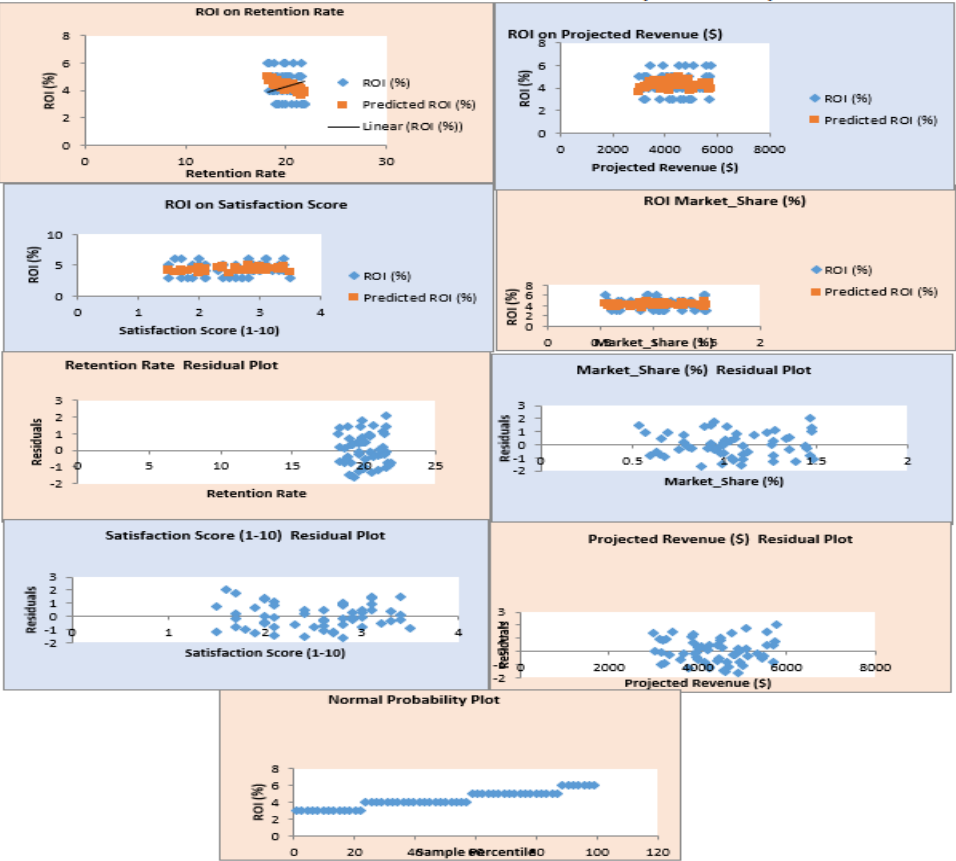 ROI on Retention Rate
8
6
4
2
0
ROI (%)
ROI (%)
Predicted ROI (%)
Linear (ROI (%))
0 10 20 30
Retention Rate
ROI on Projected Revenue ($)
8
6
4
2
0
ROI (%)
ROI (%)
Predicted ROI (%)
0 2000 4000 6000 8000
Projected Revenue ($)
ROI on Satisfaction Score
10
5
0
ROI (%)
ROI (%)
Predicted ROI (%)
0 1 2 3 4
Satisfaction Score (1-10)
ROI Market_Share (%)
8
6
4
2
0
ROI (%)
ROI (%)
Predicted ROI (%)
0 2
Market_Share (%)
Retention Rate Residual Plot
3
2
1
0
-1
-2
Residuals
0 5 10 15 20 25
Retention Rate
Market_Share (%) Residual Plot
3
2
1
0
-1
-2
Residuals
0 0.5 1 1.5 2
Market_Share (%)
Satisfaction Score (1-10) Residual Plot
3
2
1
0
-1
-2
Residuals
0 1 2 3 4
Satisfaction Score (1-10)
Projected Revenue ($) Residual Plot
3
-2
Residuals
0 2000 4000 6000 8000
Projected Revenue ($)
Normal Probability Plot
8
6
4
2
0
ROI (%)
0 20 40 60 80 100 120
Sample Percentile